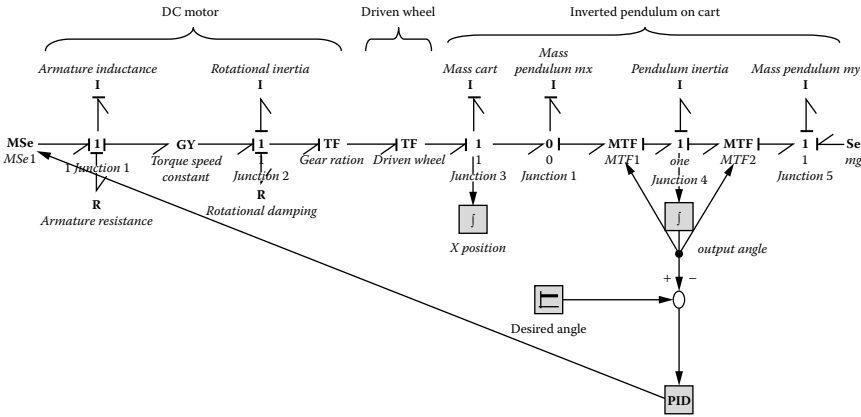 DC motor
Driven wheel
Inverted pendulum on cart
Armature inductance
Rotational inertia
Mass cart
Mass
pendulum mx
Pendulum inertia
Mass pendulum my
I
I
I
I
I
I
MSe
1
GY
1
TF
TF
1
0
MTF
1
MTF
1
Se
MSe1
1 Junction 1
Torque speed
constant
1
Junction 2
Gear ration
Driven wheel
1
Junction 3
0
Junction 1
MTF1
one
Junction 4
MTF2
1
Junction 5
mg
R
Armature resistance
R
Rotational damping
∫
X position
∫
output angle
+
−
Desired angle
PID